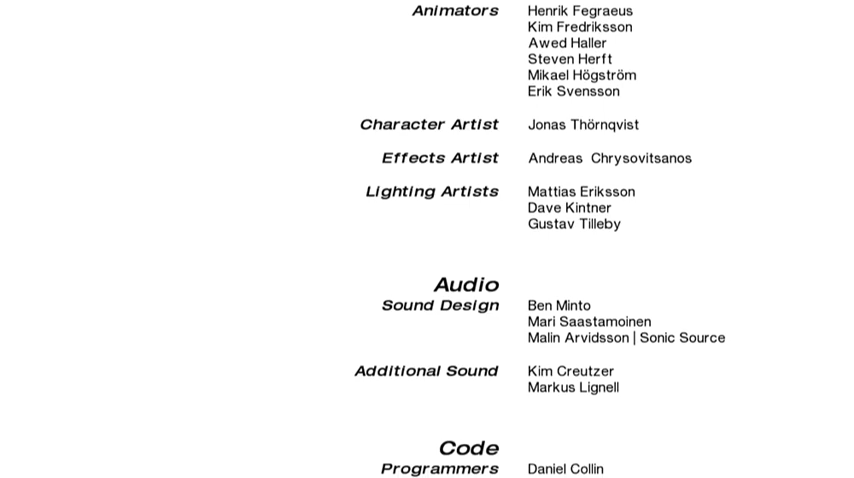 Animators Henrik Fegraeus
Kim Fredriksson
Awed Haller
Steven Herft
Mikael Högström
Erik Svensson
Character Artist Jonas Thörnqvist
Effects Artist Andreas Chrysovitsanos
Lighting Artists Mattias Eriksson
Dave Kintner
Gustav Tilleby
Audio
Sound Design Ben Minto
Mari Saastamoinen
Malin Arvidsson | Sonic Source
Additional Sound Kim Creutzer
Markus Lignell
Code
Programmers Daniel Collin